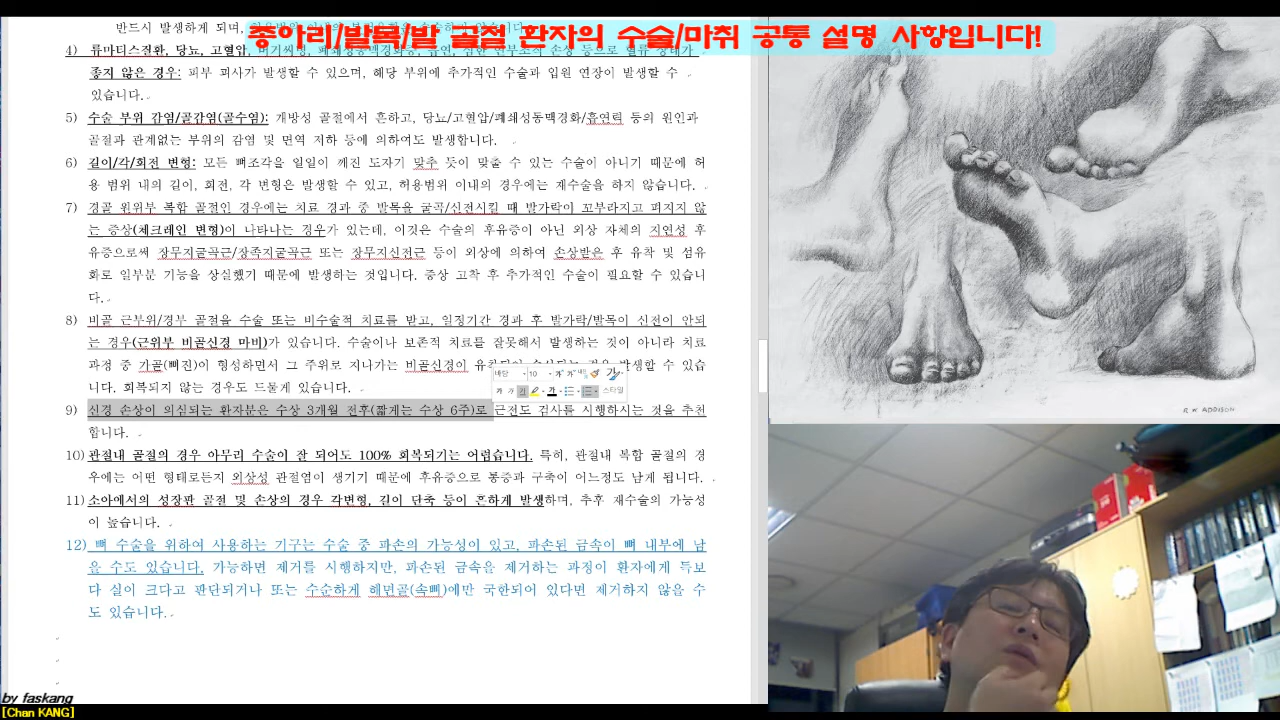 종아리/발목/발 골절 환자의 수술/마취 공통 설명 사항입니다!
반드시 발생하게 되며,
4) 류마티스질환, 당뇨, 고혈압,
좋지 않은 경우: 피부 괴사가 발생할 수 있으며, 해당 부위에 추가적인 수술과 입원 연장이 발생할 수
있습니다.
5) 수술 부위 감염/골감염(골수염): 개방성 골절에서 흔하고, 당뇨/고혈압/폐쇄성동맥경화/흡연력 등의 원인과
골절과 관계없는 부위의 감염 및 면역 저하 등에 의하여도 발생합니다.
6) 길이/각/회전 변형: 모든 뼈조각을 일일이 깨진 도자기 맞추 듯이 맞출 수 있는 수술이 아니기 때문에 허
용 범위 내의 길이, 회전, 각 변형은 발생할 수 있고, 허용범위 이내의 경우에는 재수술을 하지 않습니다.
7) 경골 원위부 복합 골절인 경우에는 치료 경과 중 발목을 굴곡/신전시킬 때 발가락이 꼬부라지고 펴지지 않
는 증상(체크레인 변형)이 나타나는 경우가 있는데, 이것은 수술의 후유증이 아닌 외상 자체의 지연성 후
유증으로써 장무지굴곡근/장족지굴곡근 또는 장무지신전근 등이 외상에 의하여 손상받은 후 유착 및 섬유
화로 일부분 기능을 상실했기 때문에 발생하는 것입니다. 증상 고착 후 추가적인 수술이 필요할 수 있습니
다.
8) 비골 근부위/경부 골절을 수술 또는 비수술적 치료를 받고, 일정기간 경과 후 발가락/발목이 신전이 안되
는 경우(근위부 비골신경 마비)가 있습니다. 수술이나 보존적 치료를 잘못해서 발생하는 것이 아니라 치료
과정 중 가골(뼈진)이 형성하면서 그 주위로 지나가는 비골신경이 발생할 수 있습
니다. 회복되지 않는 경우도 드물게 있습니다.
바탕 10 가 가 스타일
9) 신경 손상이 의심되는 환자분은 수상 3개월 전후(짧게는 수상 6주)로 근전도 검사를 시행하시는 것을 추천
합니다.
10) 관절내 골절의 경우 아무리 수술이 잘 되어도 100% 회복되기는 어렵습니다. 특히, 관절내 복합 골절의 경
우에는 어떤 형태로든지 외상성 관절염이 생기기 때문에 후유증으로 통증과 구축이 어느정도 남게 됩니다.
11) 소아에서의 성장판 골절 및 손상의 경우 각변형, 길이 단축 등이 흔하게 발생하며, 추후 재수술의 가능성
이 높습니다.
12) 뼈 수술을 위하여 사용하는 기구는 수술 중 파손의 가능성이 있고, 파손된 금속이 뼈 내부에 남
을 수도 있습니다. 가능하면 제거를 시행하지만, 파손된 금속을 제거하는 과정이 환자에게 득보
다 실이 크다고 판단되거나 또는 수순하게 해면골(속뼈)에만 국한되어 있다면 제거하지 않을 수
도 있습니다.
R. W. ADDISON
by faskang
[Chan KANG]